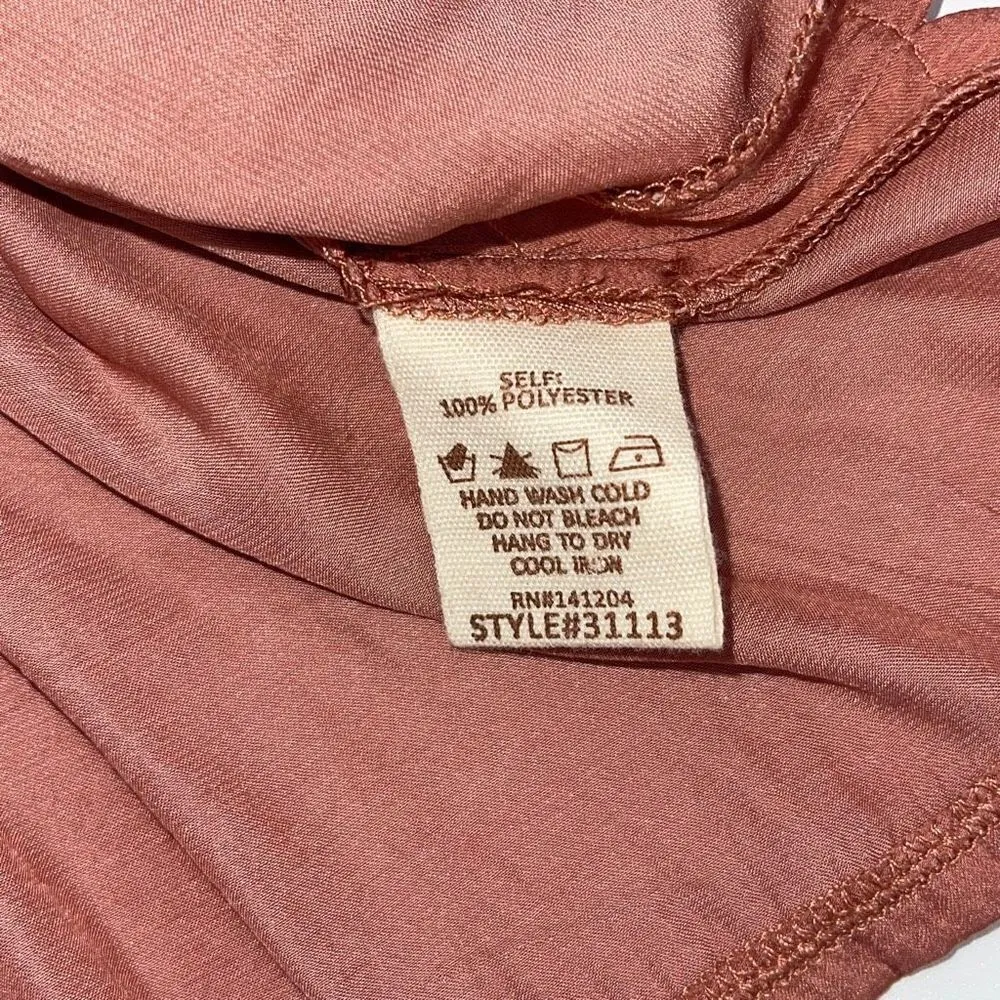 SELF:
100% POLYESTER
HAND WASH COLD
DO NOT BLEACH
HANG TO DRY
COOL IRON
RN#141204
STYLE#31113